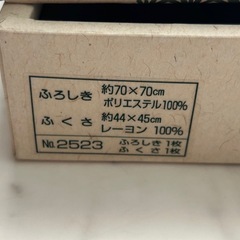 ふろしき 約70×70cm
ポリエステル100%
ふくさ 約44×45cm
レーヨン 100%
No.2523 ふろしき 1枚
ふくさ 1枚